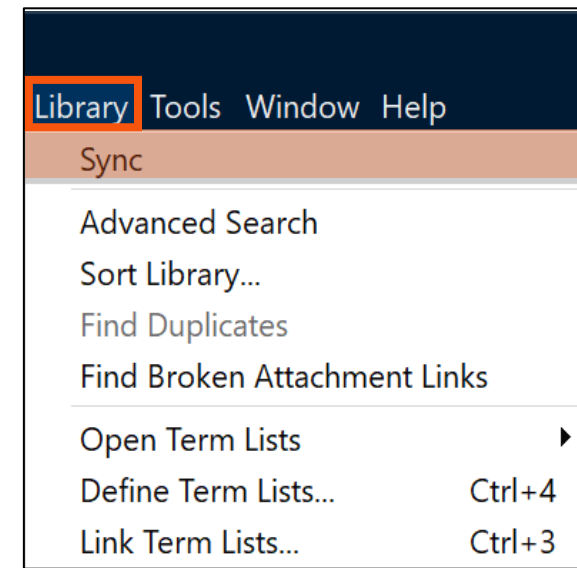 Library Tools Window Help
Sync
Advanced Search
Sort Library...
Find Duplicates
Find Broken Attachment Links
Open Term Lists
Define Term Lists... Ctrl+4
Link Term Lists... Ctrl+3